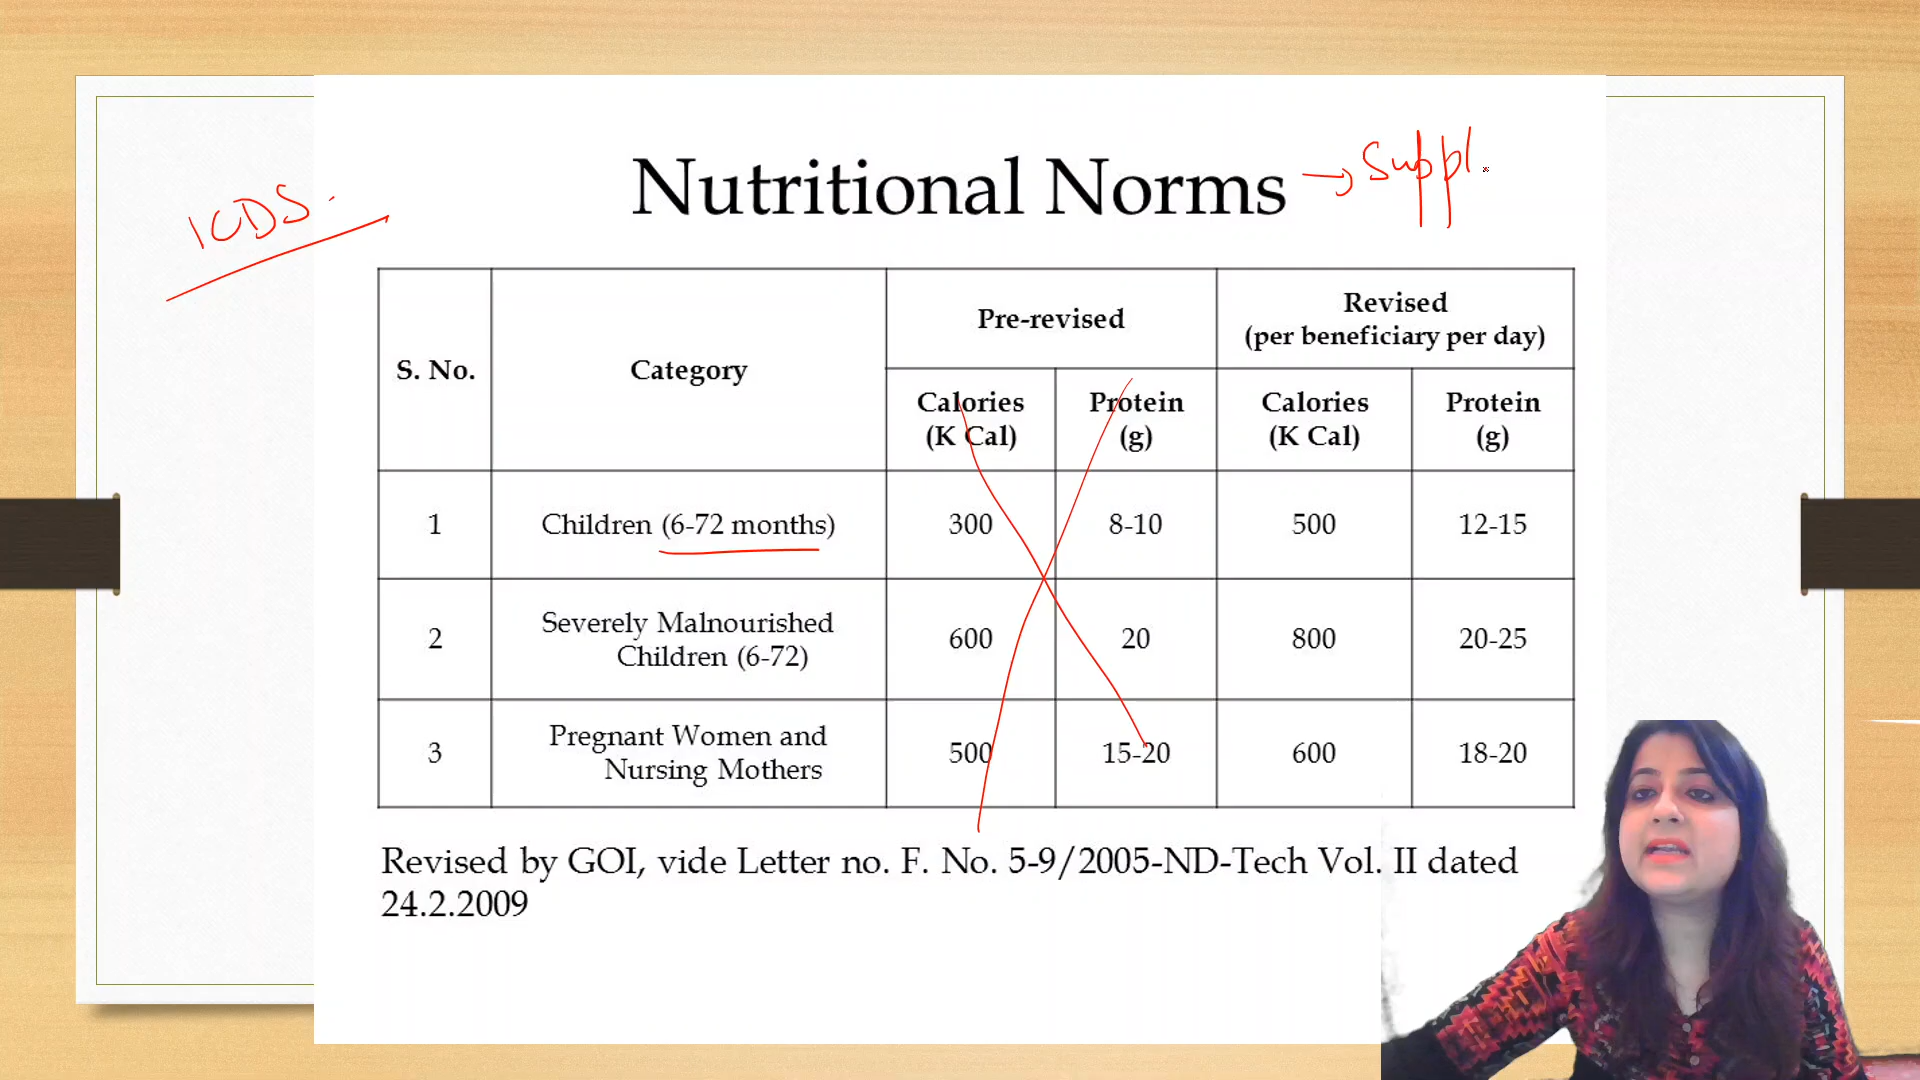 ICDS.
Nutritional Norms → Suppl.
S. No.
Category
Pre-revised
Revised
(per beneficiary per day)
Calories
(K Cal)
Protein
(g)
Calories
(K Cal)
Protein
(g)
1 Children (6-72 months) 300 8-10 500 12-15
2 Severely Malnourished
Children (6-72) 600 20 800 20-25
3 Pregnant Women and
Nursing Mothers 500 15-20 600 18-20
Revised by GOI, vide Letter no. F. No. 5-9/2005-ND-Tech Vol. II dated
24.2.2009